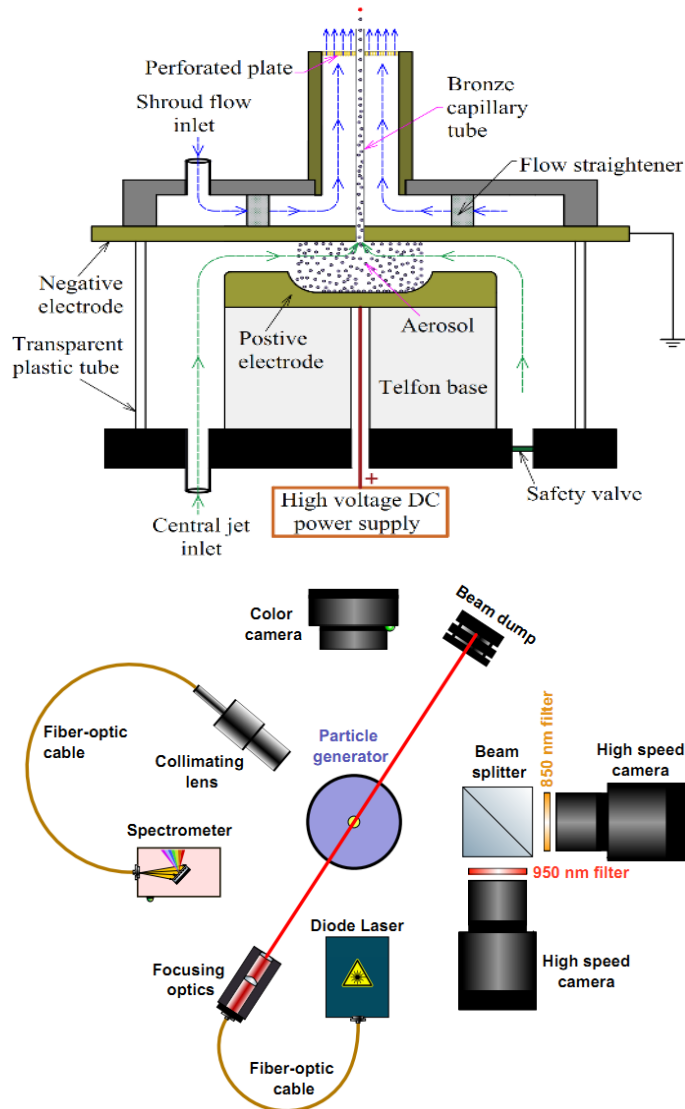 Perforated plate
Shroud flow
inlet
Bronze
capillary
tube
Flow straightener
Negative
electrode
Transparent
plastic tube
Postive
electrode
Aerosol
Telfon base
+
High voltage DC
power supply
Central jet
inlet
Safety valve
Color
camera
Beam dump
Fiber-optic
cable
Collimating
lens
Particle
generator
Beam
splitter
850 nm filter
High speed
camera
Spectrometer
950 nm filter
Diode Laser
Focusing
optics
High speed
camera
Fiber-optic
cable